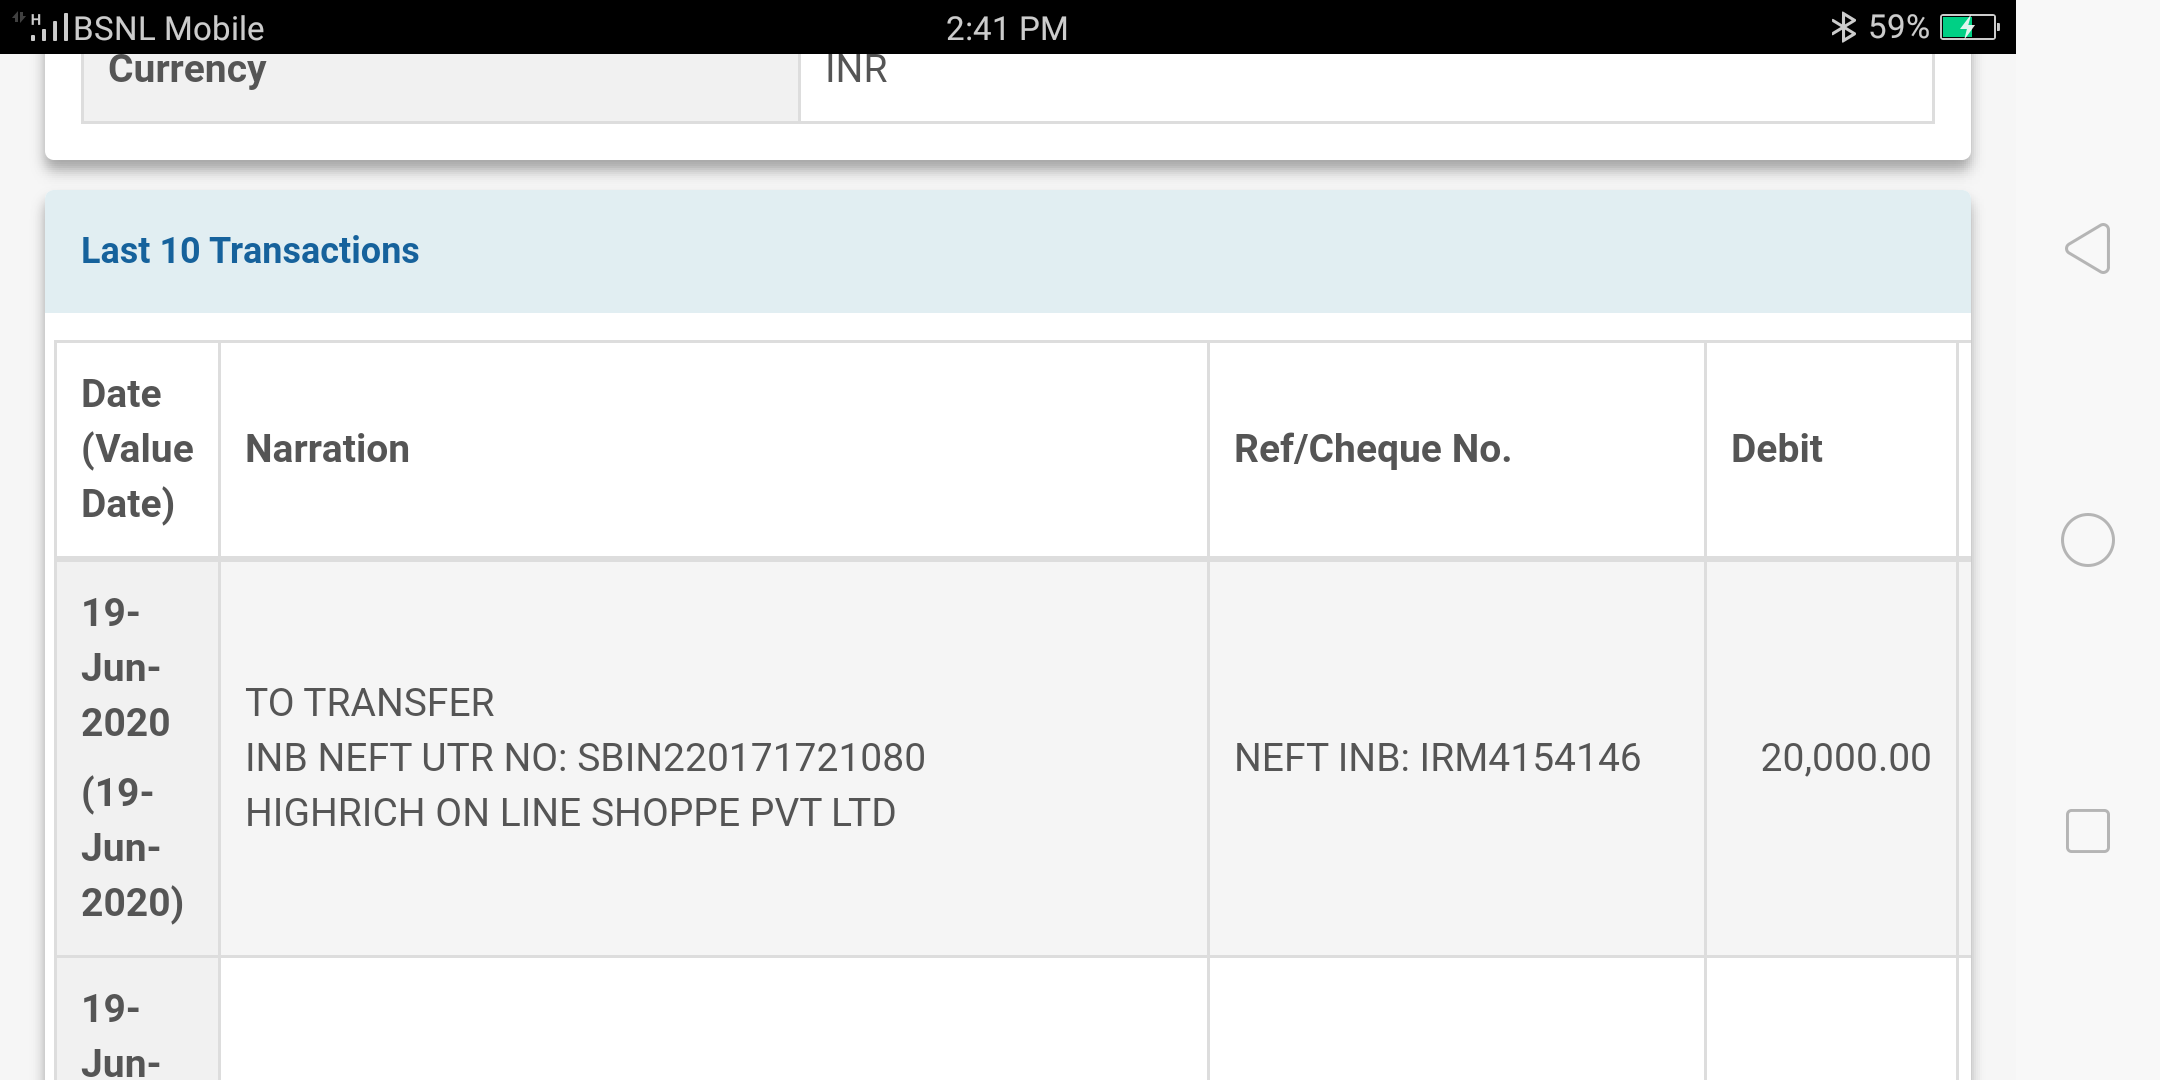 H BSNL Mobile 2:41 PM 59%
Currency INR
Last 10 Transactions
Date
(Value
Date)
Narration
Ref/Cheque No.
Debit
19-
Jun-
2020
(19-
Jun-
2020)
TO TRANSFER
INB NEFT UTR NO: SBIN220171721080
HIGHRICH ON LINE SHOPPE PVT LTD
NEFT INB: IRM4154146
20,000.00
19-
Jun-